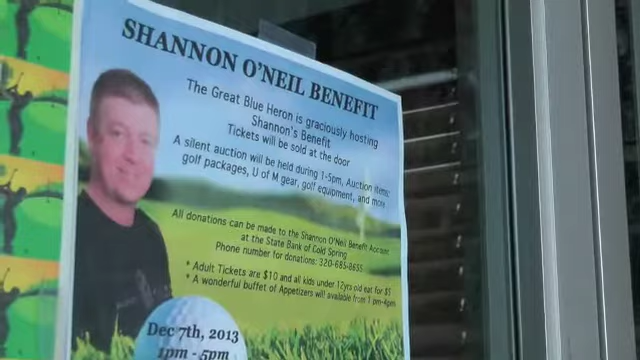 SHANNON O'NEIL BENEFIT
The Great Blue Heron is graciously hosting
Shannon's Benefit
Tickets will be sold at the door
A silent auction will be held during 1-5pm, Auction items:
golf packages, U of M gear, golf equipment, and more
All donations can be made to the Shannon O'Neil Benefit Account
at the State Bank of Cold Spring
Phone number for donations: 320-685-8655
* Adult Tickets are $10 and all kids under 12yrs old eat for $5
* A wonderful buffet of Appetizers will available from 1 pm-4pm
Dec 7th, 2013
1pm - 5pm